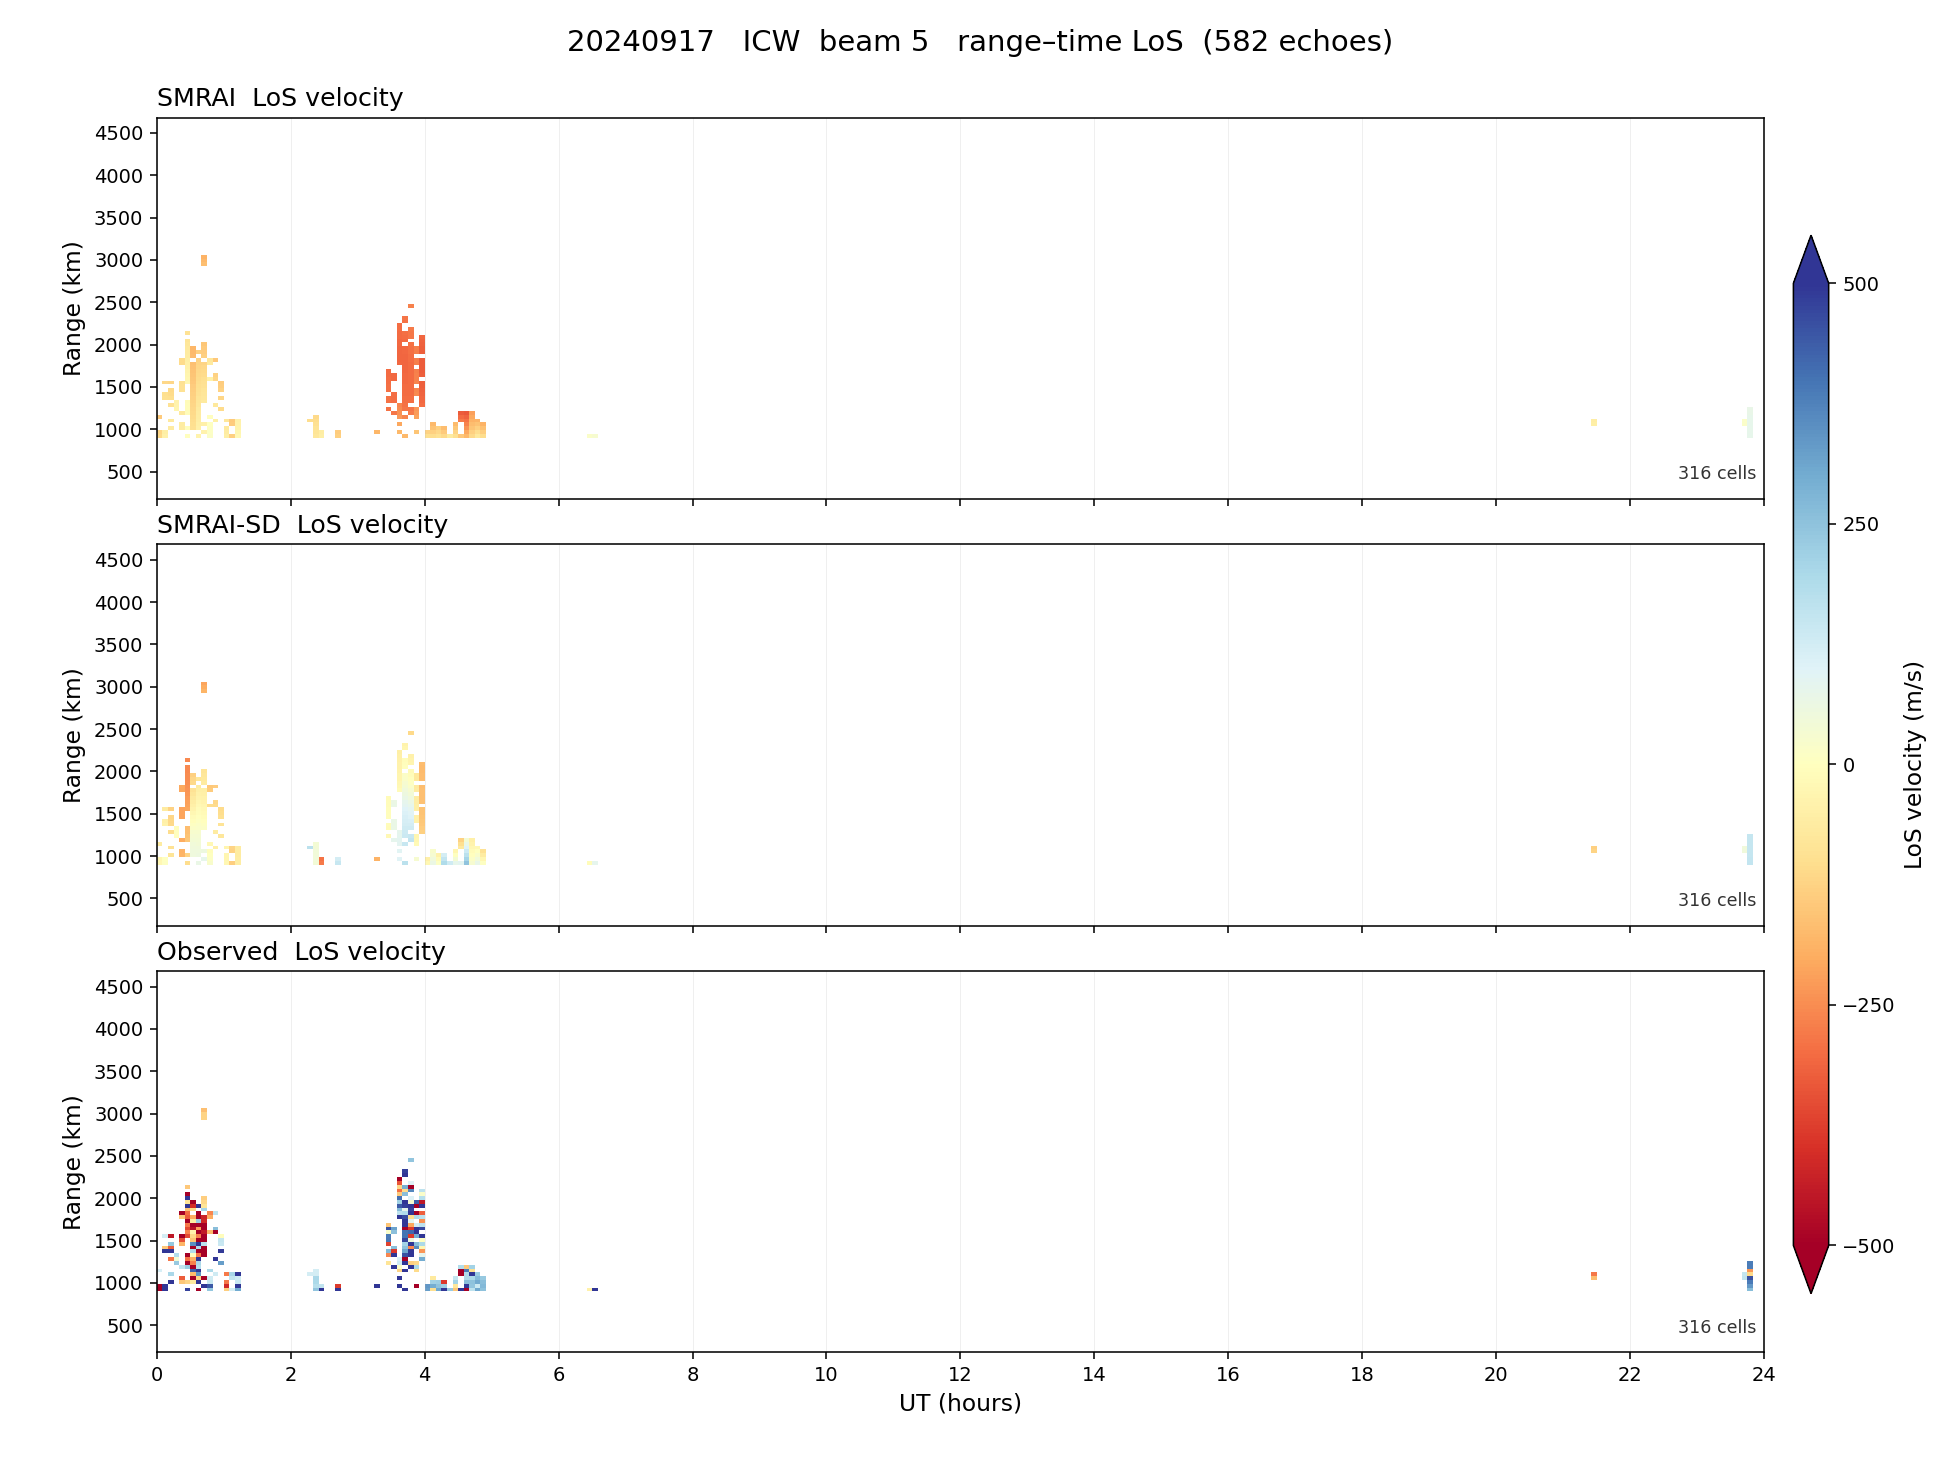 20240917   ICW  beam 5   range–time LoS  (582 echoes)
SMRAI  LoS velocity
4500
4000
3500
3000
2500
2000
1500
1000
500
Range (km)
316 cells
SMRAI-SD  LoS velocity
4500
4000
3500
3000
2500
2000
1500
1000
500
Range (km)
316 cells
Observed  LoS velocity
4500
4000
3500
3000
2500
2000
1500
1000
500
Range (km)
316 cells
0 2 4 6 8 10 12 14 16 18 20 22 24
UT (hours)
500
250
0
−250
−500
LoS velocity (m/s)